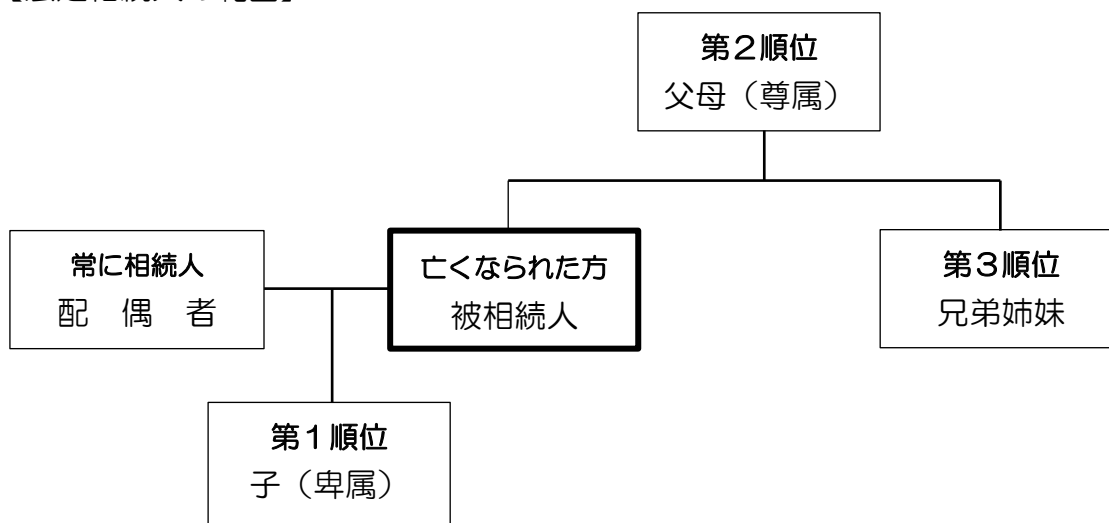 第２順位
父母（尊属）
常に相続人
配　偶　者
亡くなられた方
被相続人
第３順位
兄弟姉妹
第１順位
子（卑属）